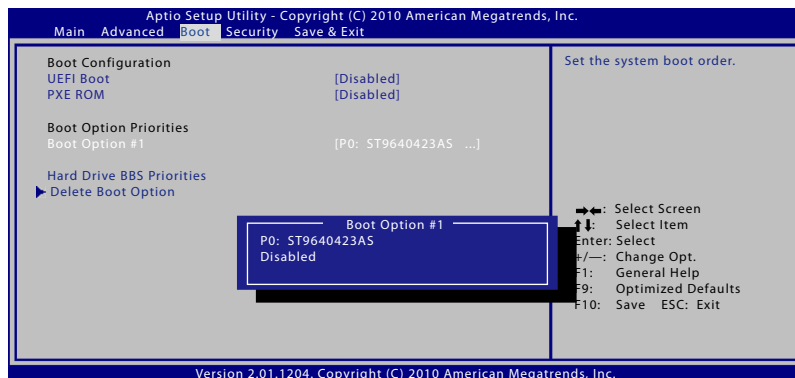 Aptio Setup Utility - Copyright (C) 2010 American Megatrends, Inc.
Main Advanced Boot Security Save & Exit
Boot Configuration
UEFI Boot [Disabled]
PXE ROM [Disabled]
Boot Option Priorities
Boot Option #1 [P0: ST9640423AS ...]
Hard Drive BBS Priorities
Delete Boot Option
Set the system boot order.
Boot Option #1
P0: ST9640423AS
Disabled
→←: Select Screen
↑↓: Select Item
Enter: Select
+/—: Change Opt.
F1: General Help
F9: Optimized Defaults
F10: Save ESC: Exit
Version 2.01.1204. Copyright (C) 2010 American Megatrends, Inc.